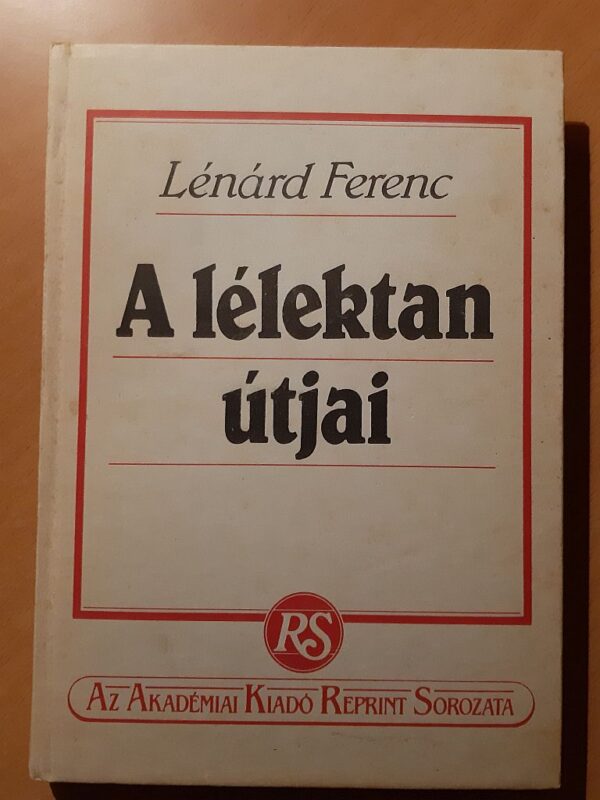 Lénárd Ferenc
A lélektan
útjai
RS
AZ AKADÉMIAI KIADÓ REPRINT SOROZATA